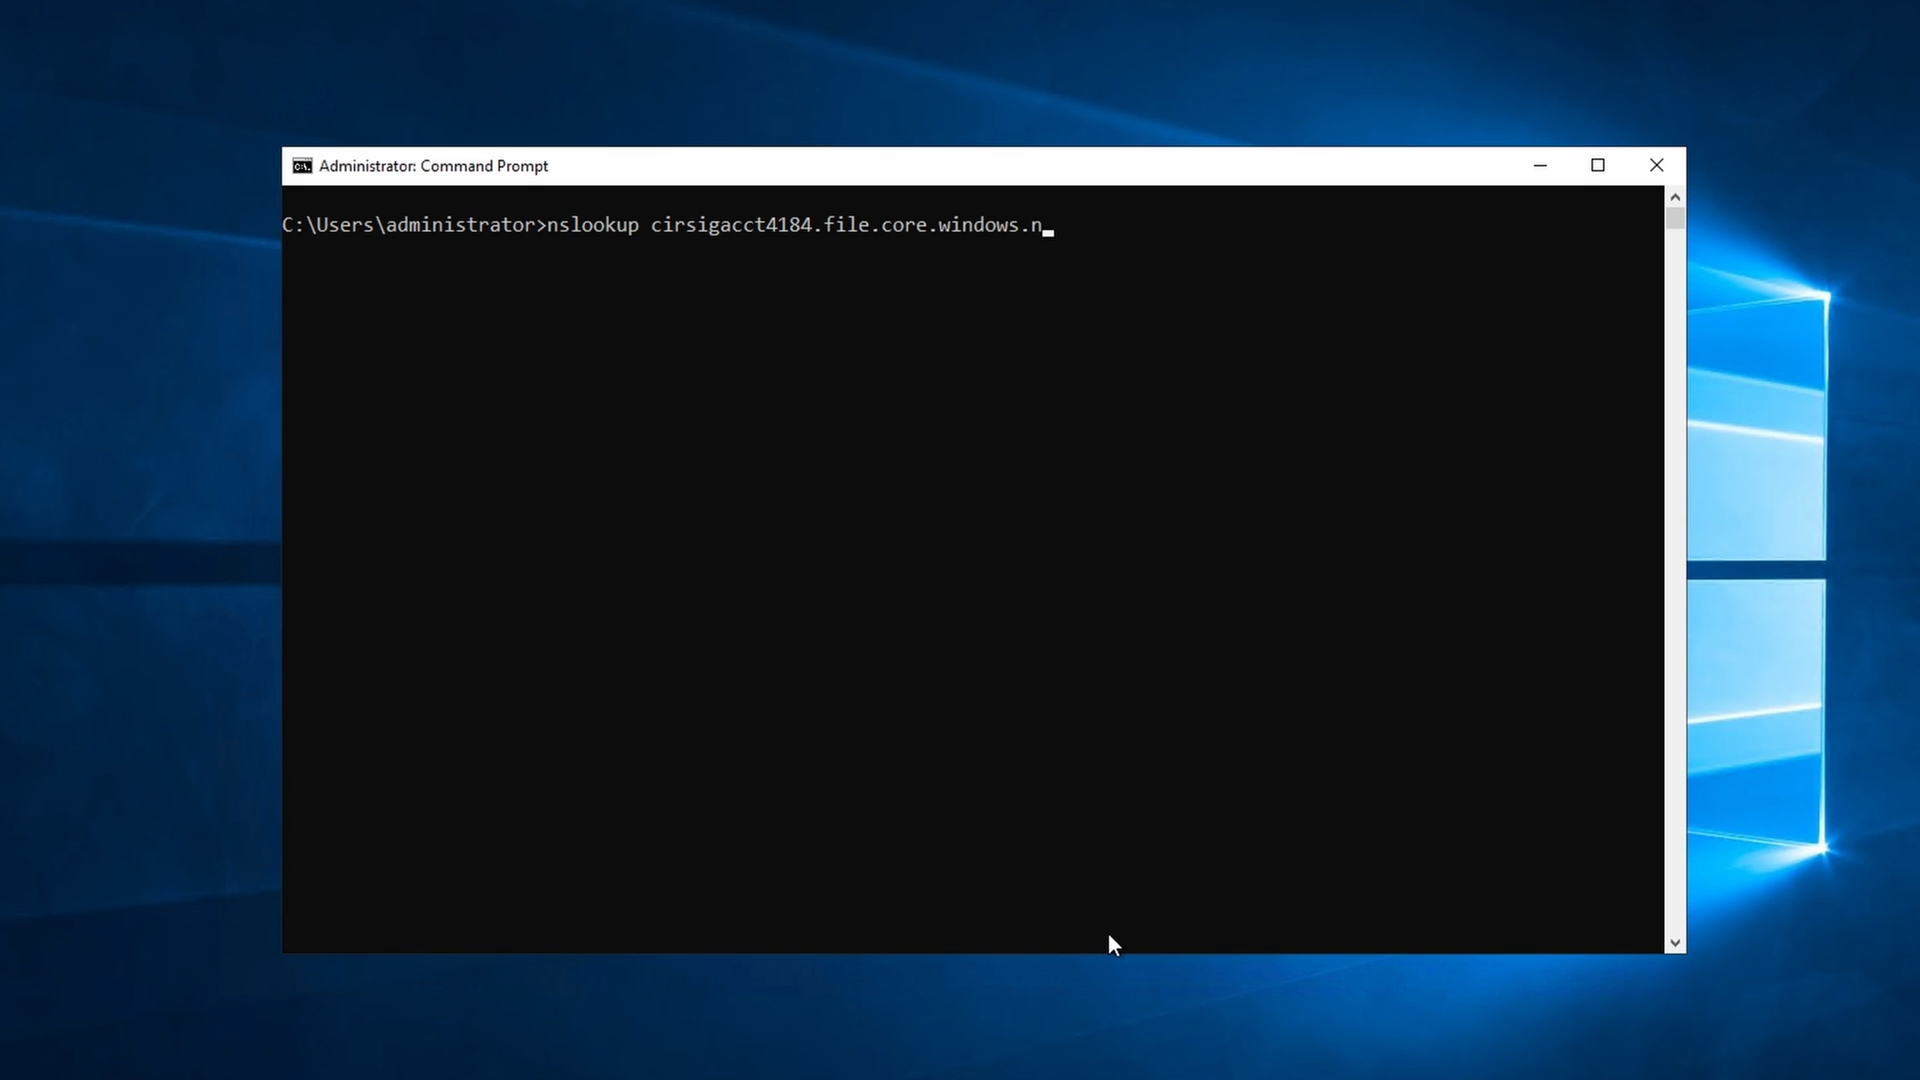 Administrator: Command Prompt
C:\Users\administrator>nslookup cirsigacct4184.file.core.windows.n